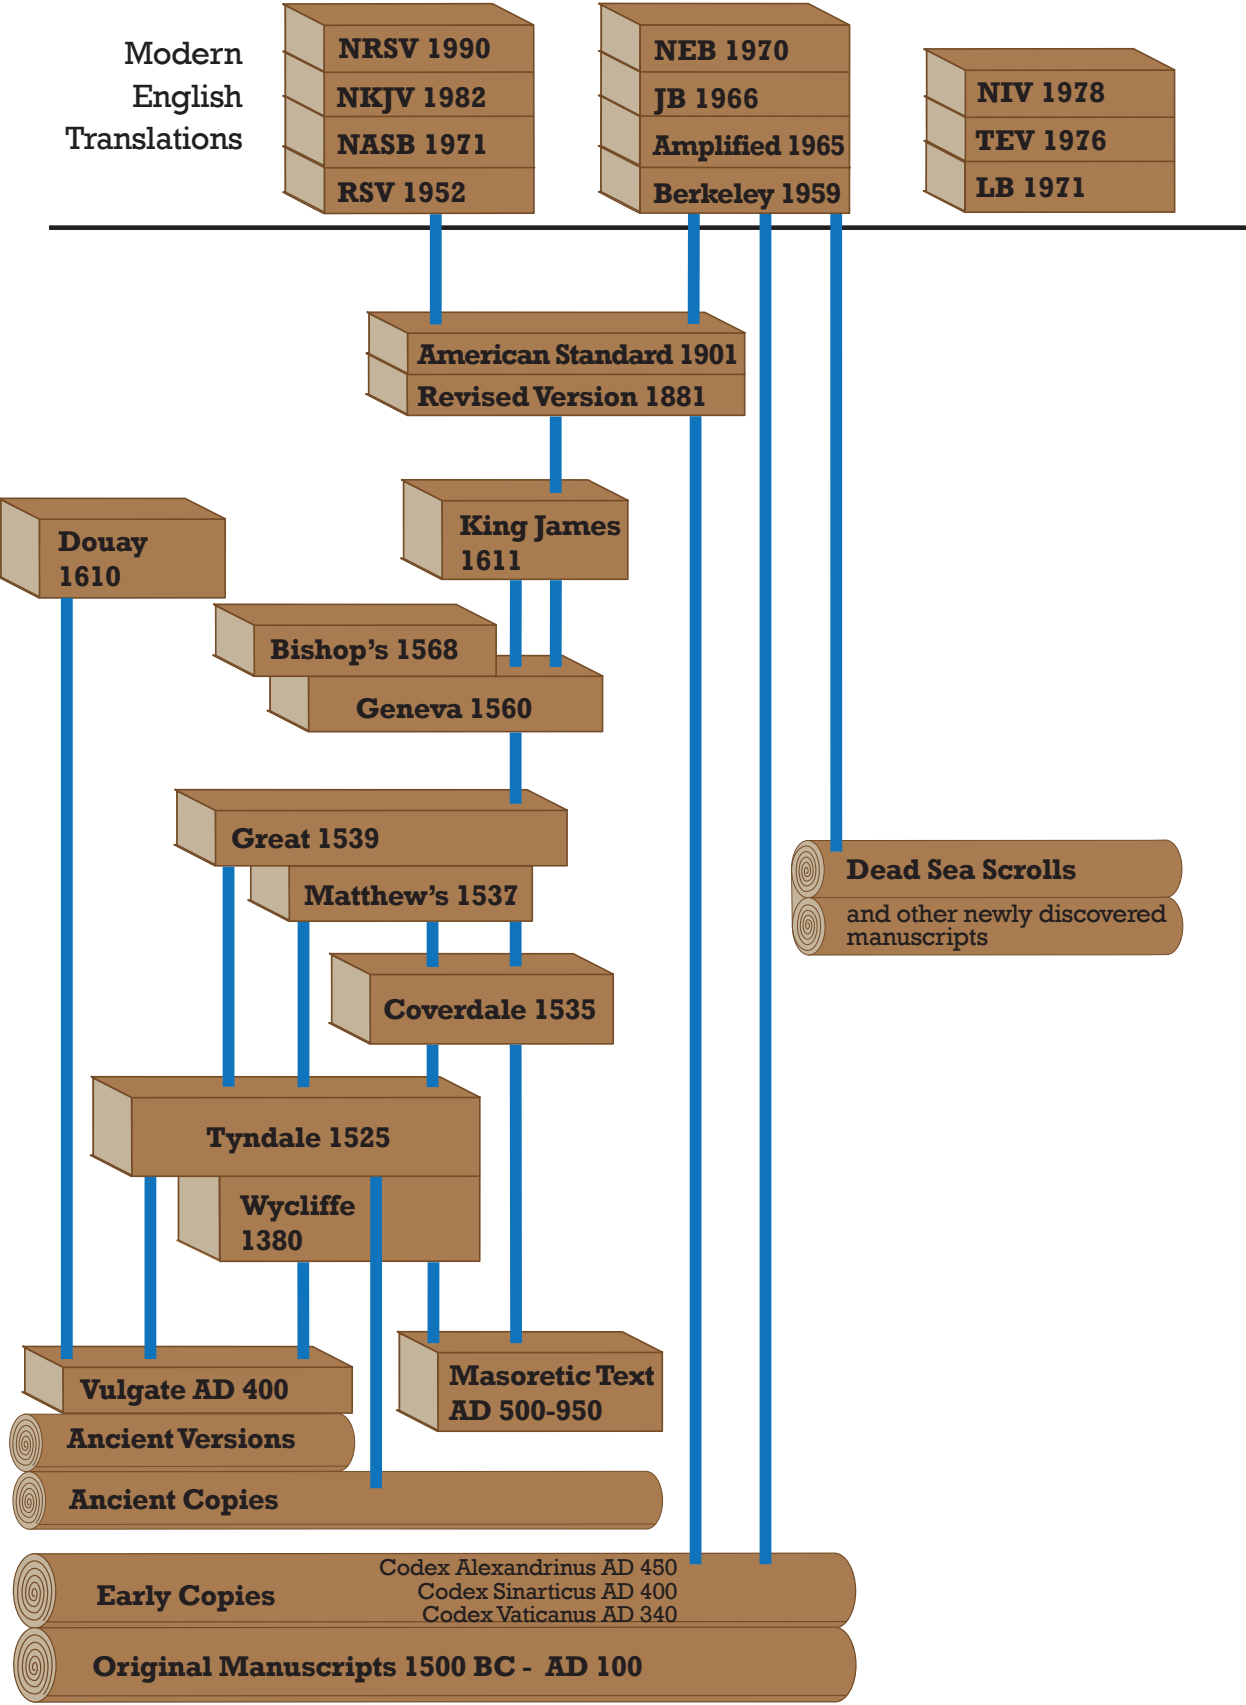 Modern
English
Translations
NRSV 1990
NKJV 1982
NASB 1971
RSV 1952
NEB 1970
JB 1966
Amplified 1965
Berkeley 1959
NIV 1978
TEV 1976
LB 1971
American Standard 1901
Revised Version 1881
King James
1611
Douay
1610
Bishop's 1568
Geneva 1560
Great 1539
Matthew's 1537
Dead Sea Scrolls
and other newly discovered
manuscripts
Coverdale 1535
Tyndale 1525
Wycliffe
1380
Vulgate AD 400
Masoretic Text
AD 500-950
Ancient Versions
Ancient Copies
Early Copies
Codex Alexandrinus AD 450
Codex Sinarticus AD 400
Codex Vaticanus AD 340
Original Manuscripts 1500 BC - AD 100